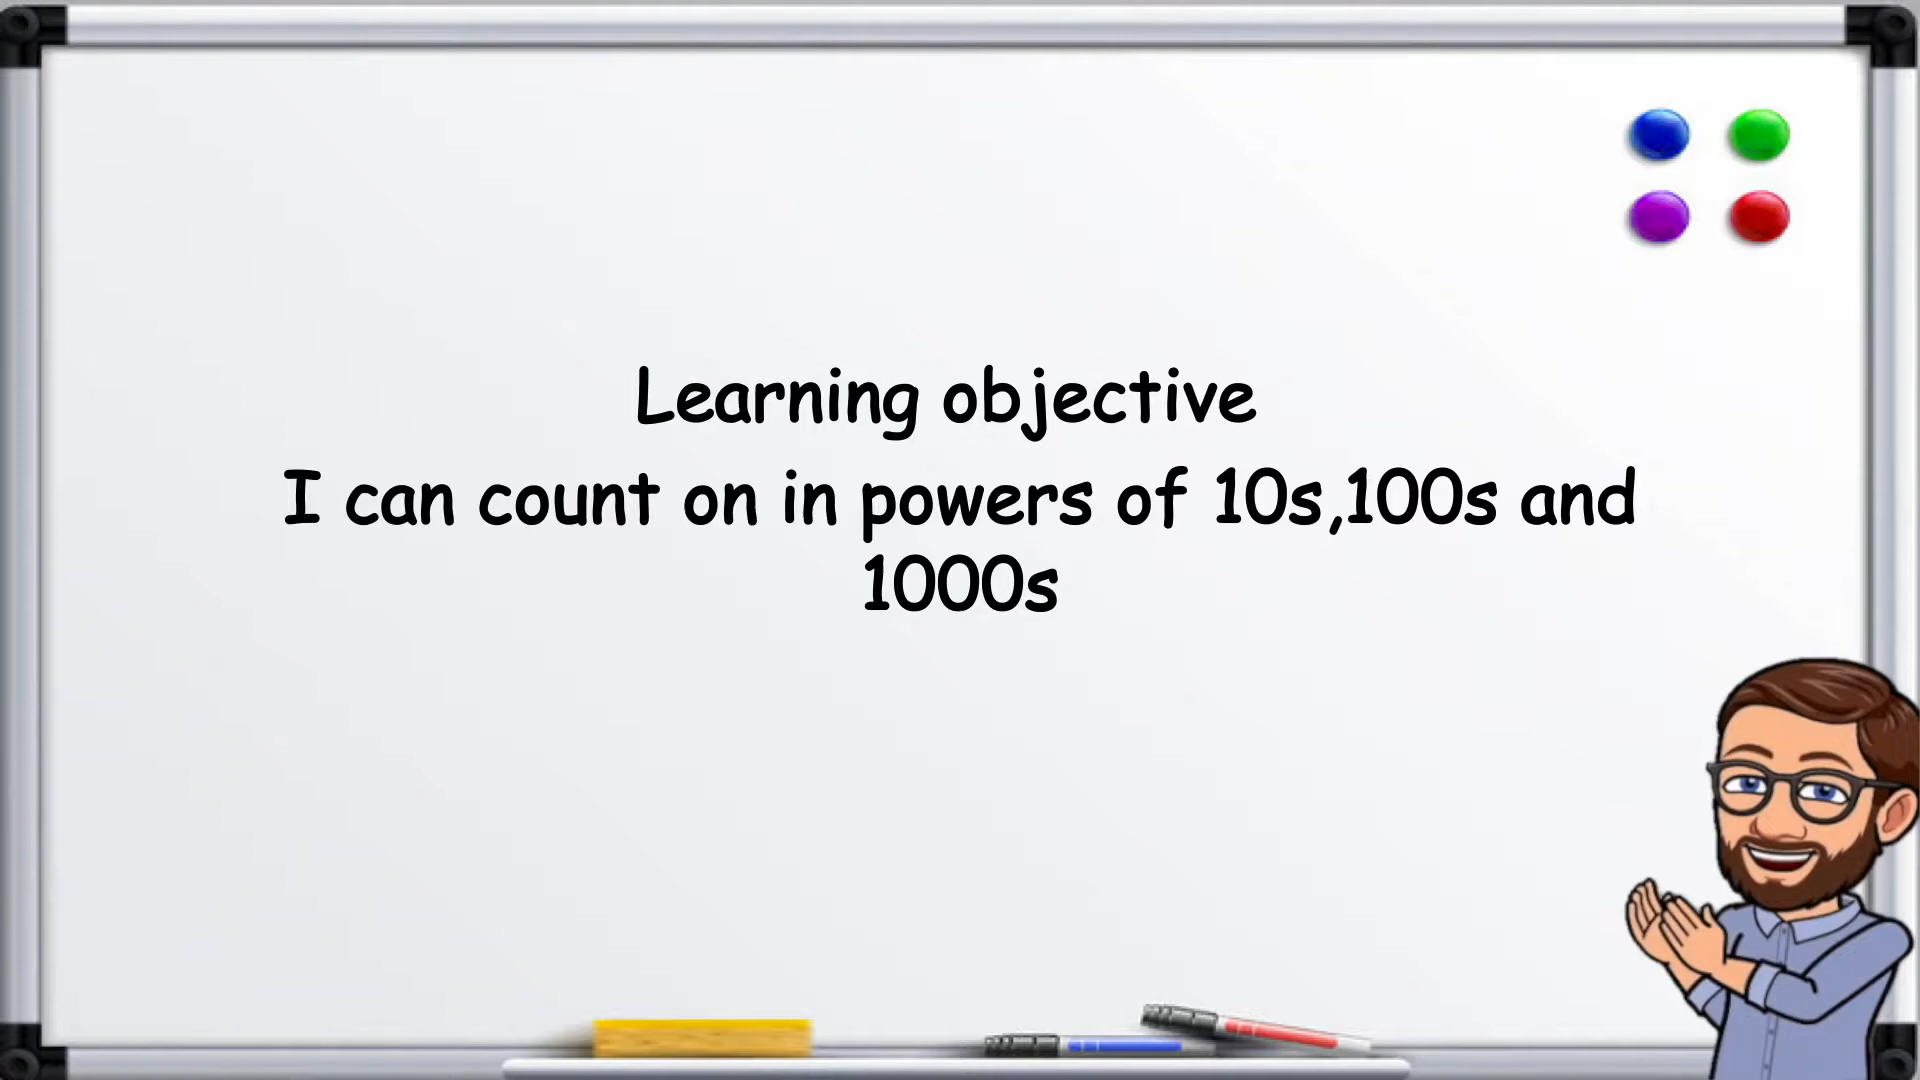 Learning objective
I can count on in powers of 10s,100s and
1000s